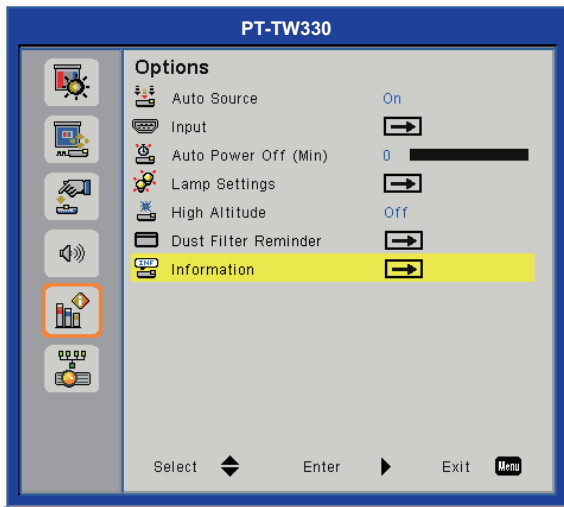 PT-TW330
Options
Auto Source On
Input
Auto Power Off (Min) 0
Lamp Settings
High Altitude Off
Dust Filter Reminder
INF Information
Select Enter Exit Menu